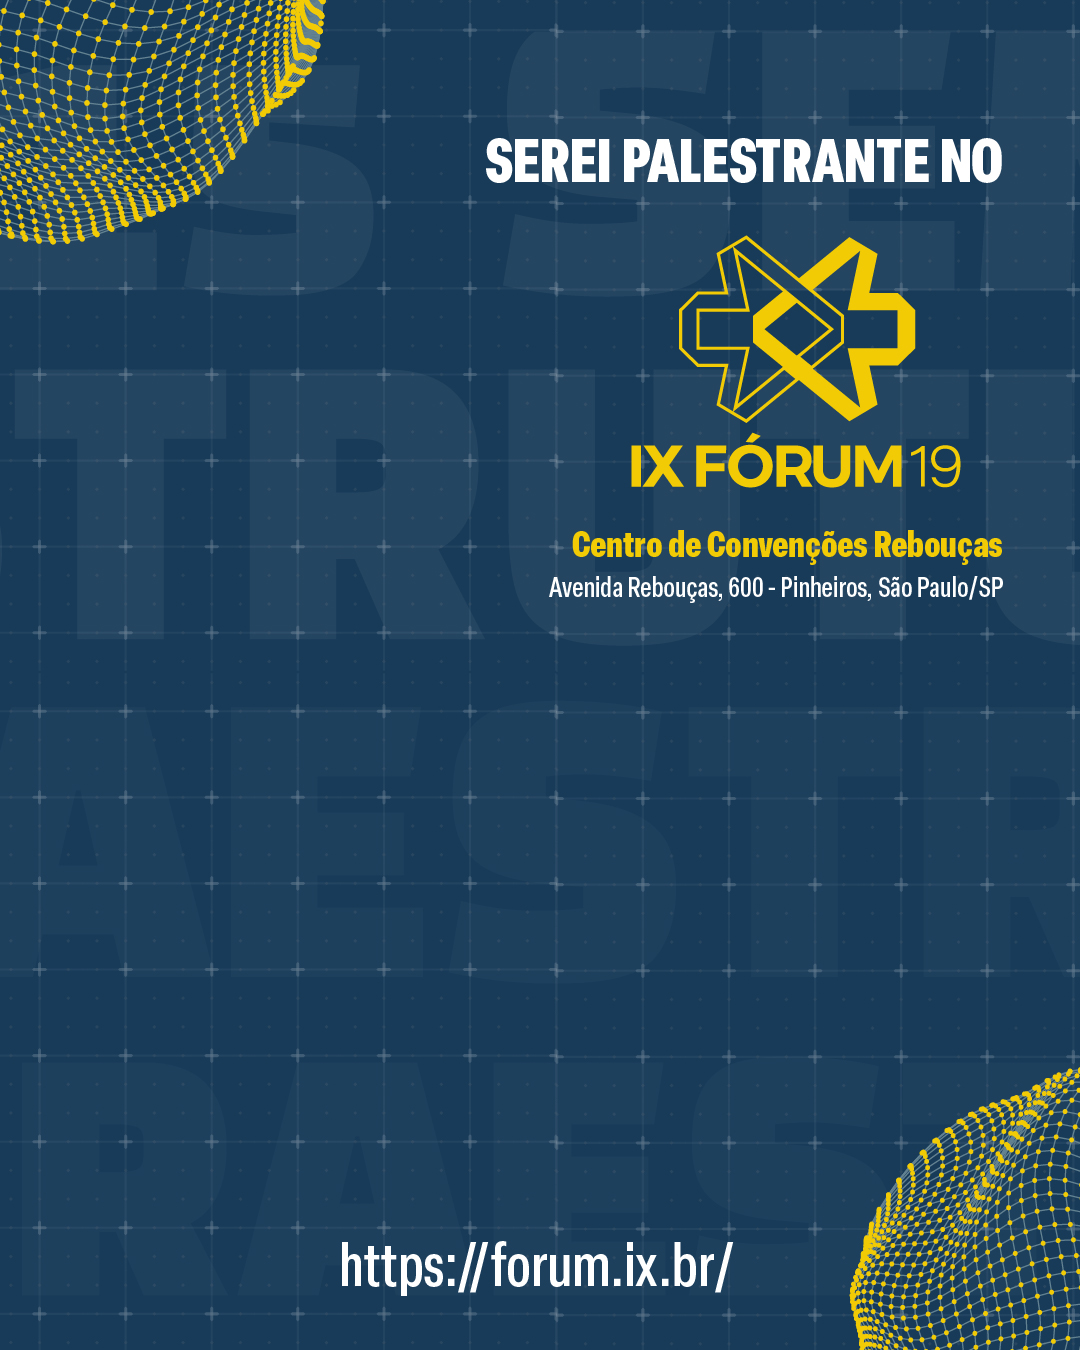 SEREI PALESTRANTE NO
IX FÓRUM 19
Centro de Convenções Rebouças
Avenida Rebouças, 600 - Pinheiros, São Paulo/SP
https://forum.ix.br/